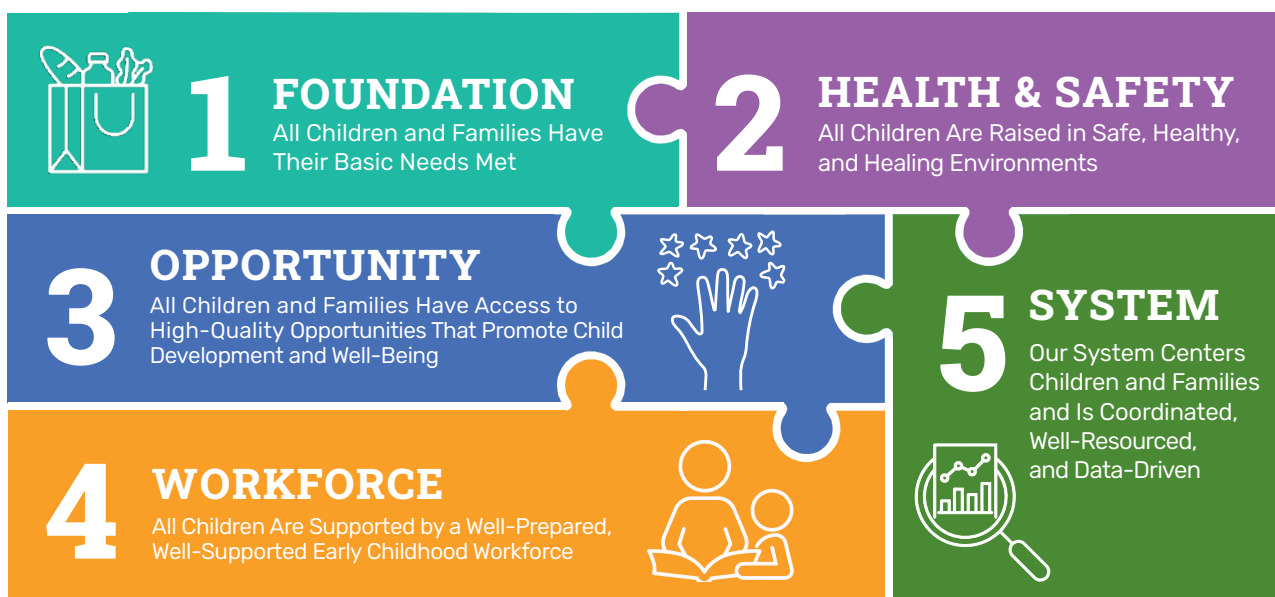 1
FOUNDATION
All Children and Families Have
Their Basic Needs Met
2
HEALTH & SAFETY
All Children Are Raised in Safe, Healthy,
and Healing Environments
3
OPPORTUNITY
All Children and Families Have Access to
High-Quality Opportunities That Promote Child
Development and Well-Being
4
WORKFORCE
All Children Are Supported by a Well-Prepared,
Well-Supported Early Childhood Workforce
5
SYSTEM
Our System Centers
Children and Families
and Is Coordinated,
Well-Resourced,
and Data-Driven